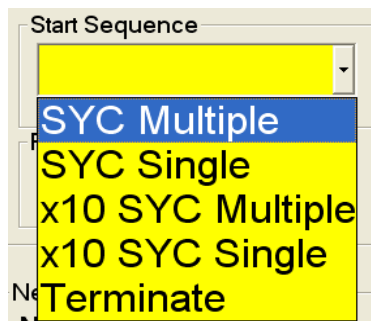 Start Sequence
SYC Multiple
SYC Single
x10 SYC Multiple
x10 SYC Single
Terminate